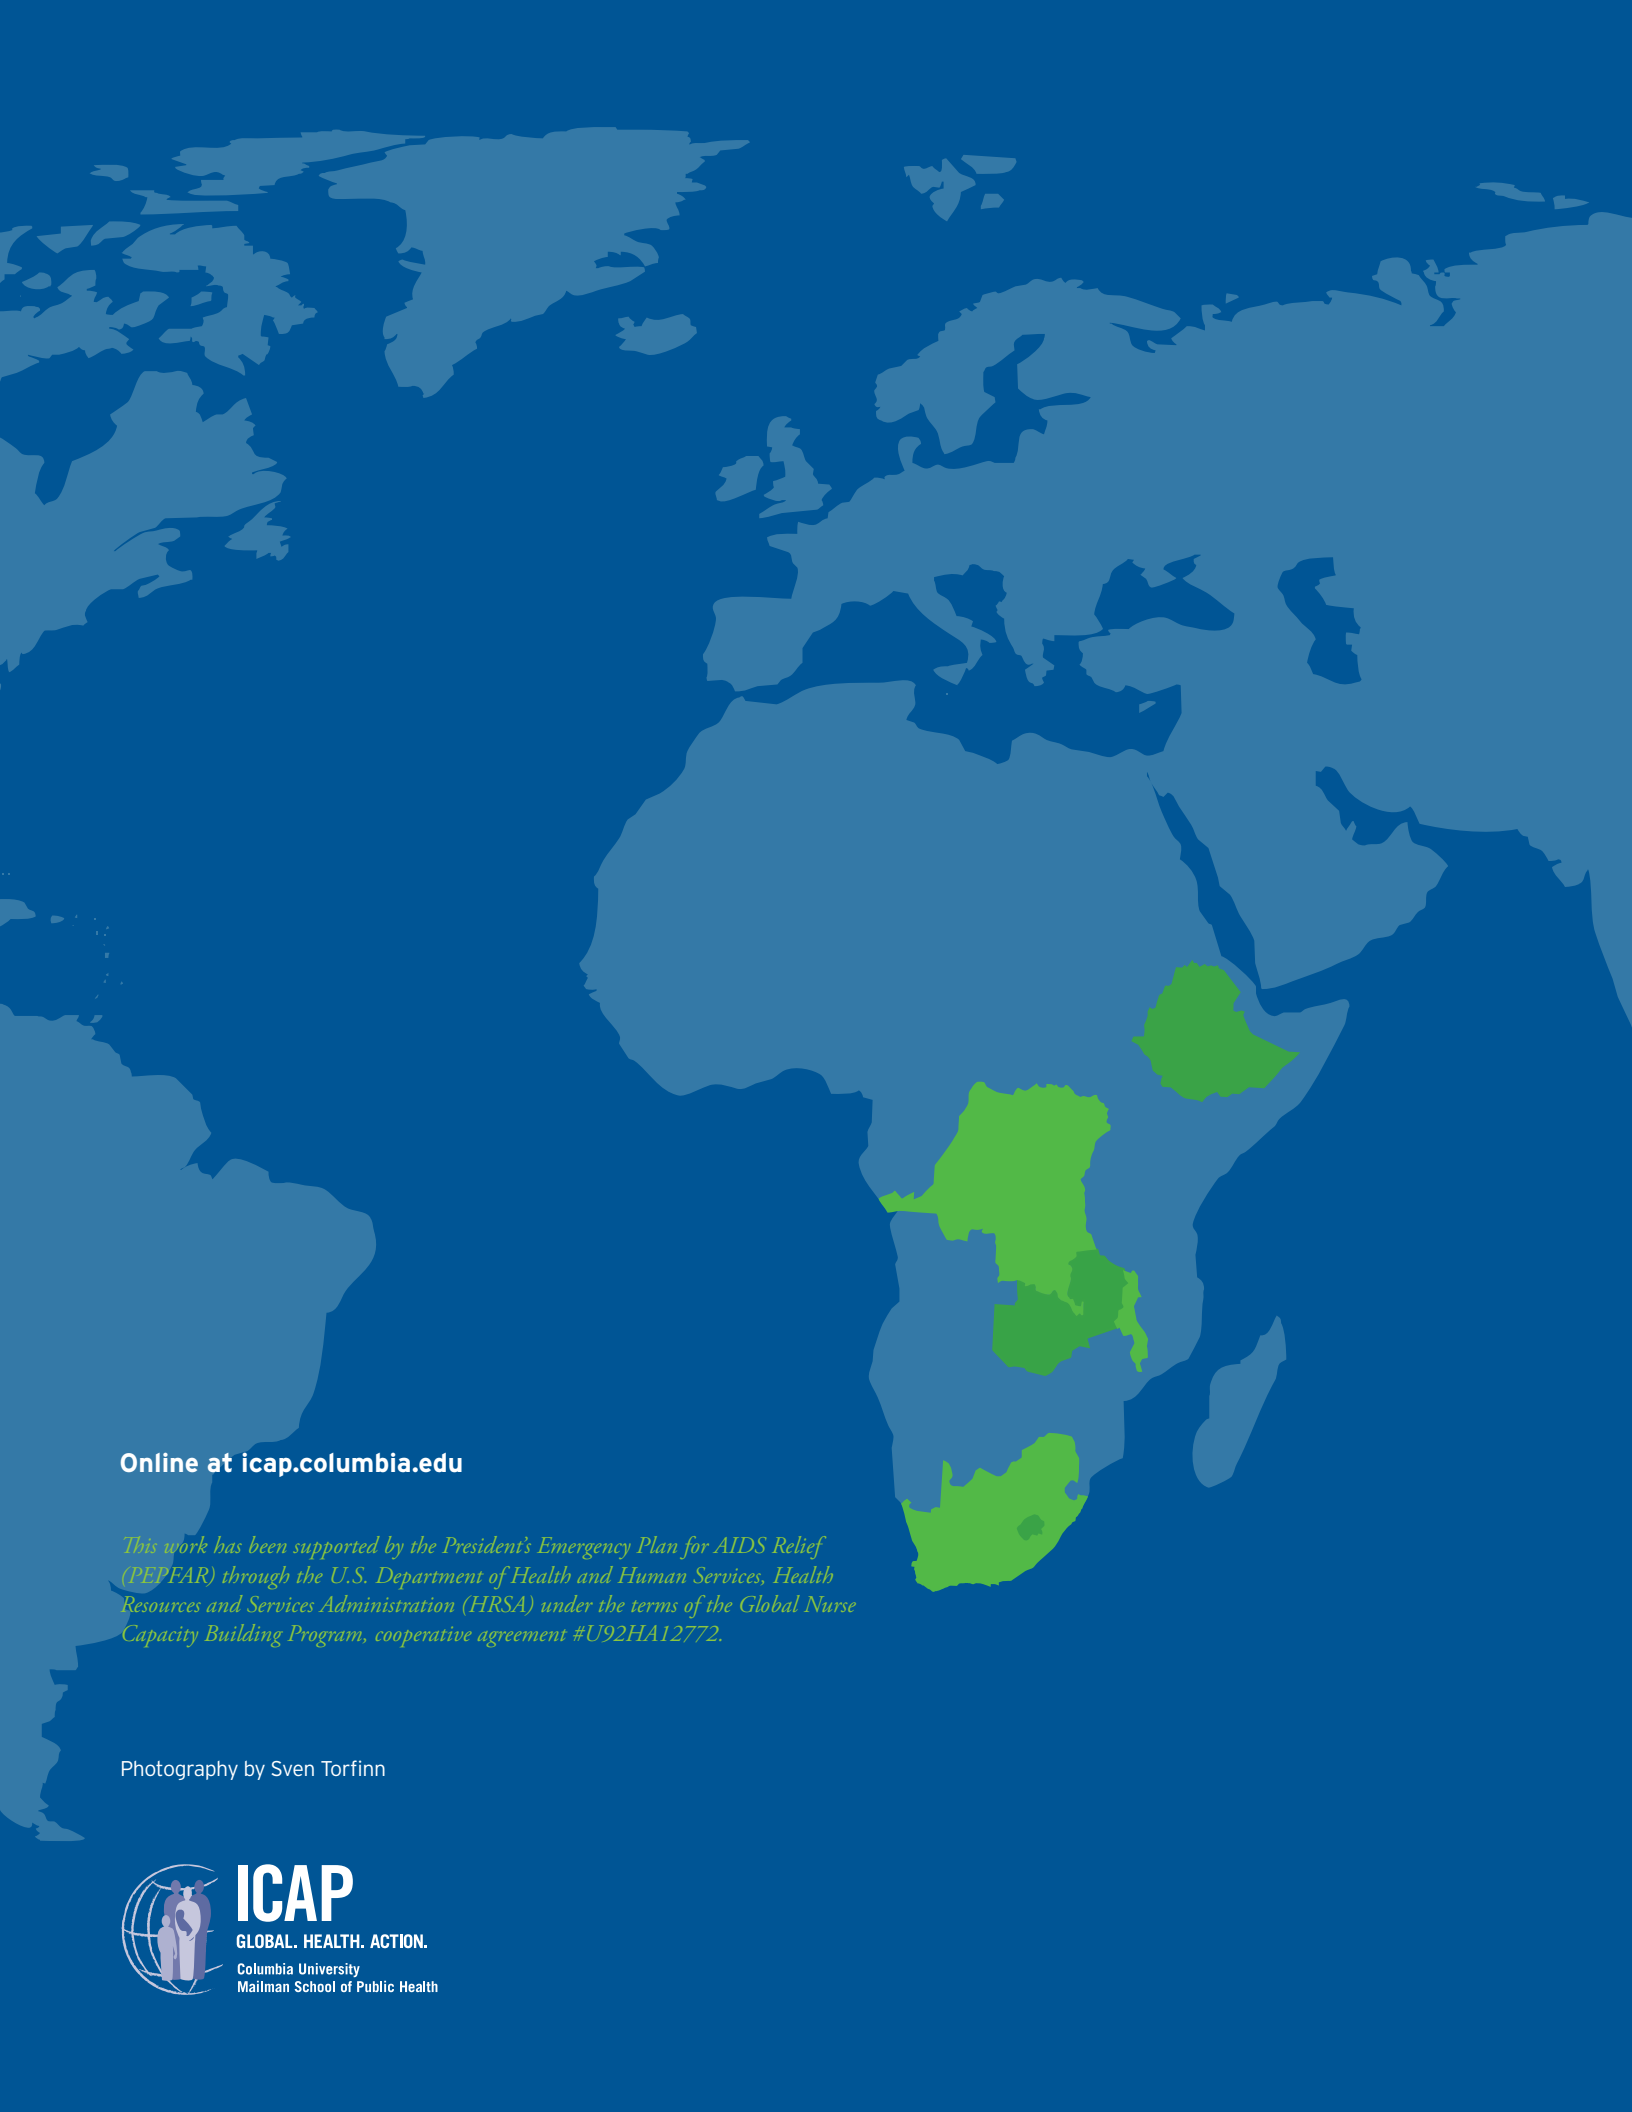 Online at icap.columbia.edu
This work has been supported by the President’s Emergency Plan for AIDS Relief
(PEPFAR) through the U.S. Department of Health and Human Services, Health
Resources and Services Administration (HRSA) under the terms of the Global Nurse
Capacity Building Program, cooperative agreement #U92HA12772.
Photography by Sven Torfinn
ICAP
GLOBAL. HEALTH. ACTION.
Columbia University
Mailman School of Public Health